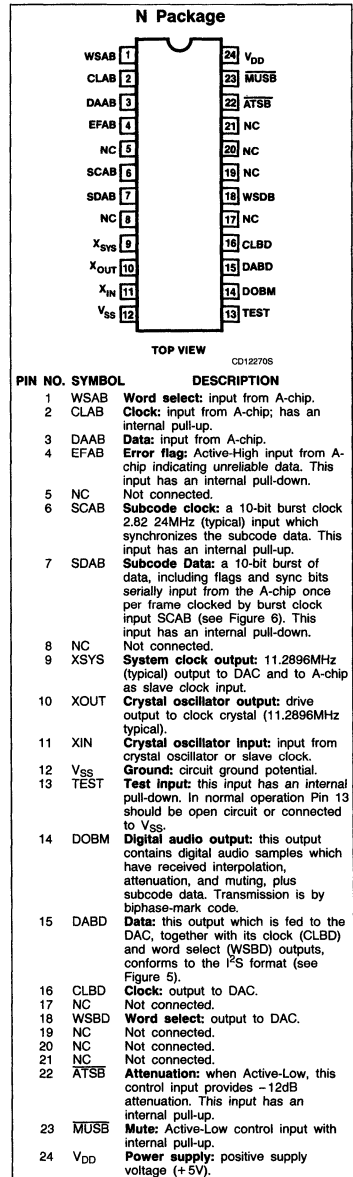 N Package
WSAB 1
24 VDD
CLAB 2
23 MUSB
DAAB 3
22 ATSB
EFAB 4
21 NC
NC 5
20 NC
SCAB 6
19 NC
SDAB 7
18 WSDB
NC 8
17 NC
XSYS 9
16 CLBD
XOUT 10
15 DABD
XIN 11
14 DOBM
VSS 12
13 TEST
TOP VIEW
CD12270S
PIN NO. SYMBOL DESCRIPTION
1 WSAB Word select: input from A-chip.
2 CLAB Clock: input from A-chip; has an
internal pull-up.
3 DAAB Data: input from A-chip.
4 EFAB Error flag: Active-High input from A-
chip indicating unreliable data. This
input has an internal pull-down.
5 NC Not connected.
6 SCAB Subcode clock: a 10-bit burst clock
2.82 24MHz (typical) input which
synchronizes the subcode data. This
input has an internal pull-up.
7 SDAB Subcode Data: a 10-bit burst of
data, including flags and sync bits
serially input from the A-chip once
per frame clocked by burst clock
input SCAB (see Figure 6). This
input has an internal pull-down.
8 NC Not connected.
9 XSYS System clock output: 11.2896MHz
(typical) output to DAC and to A-chip
as slave clock input.
10 XOUT Crystal oscillator output: drive
output to clock crystal (11.2896MHz
typical).
11 XIN Crystal oscillator input: input from
crystal oscillator or slave clock.
12 VSS Ground: circuit ground potential.
13 TEST Test input: this input has an internal
pull-down. In normal operation Pin 13
should be open circuit or connected
to VSS.
14 DOBM Digital audio output: this output
contains digital audio samples which
have received interpolation,
attenuation, and muting, plus
subcode data. Transmission is by
biphase-mark code.
15 DABD Data: this output which is fed to the
DAC, together with its clock (CLBD)
and word select (WSBD) outputs,
conforms to the I²S format (see
Figure 5).
16 CLBD Clock: output to DAC.
17 NC Not connected.
18 WSBD Word select: output to DAC.
19 NC Not connected.
20 NC Not connected.
21 NC Not connected.
22 ATSB Attenuation: when Active-Low, this
control input provides –12dB
attenuation. This input has an
internal pull-up.
23 MUSB Mute: Active-Low control input with
internal pull-up.
24 VDD Power supply: positive supply
voltage (+5V).